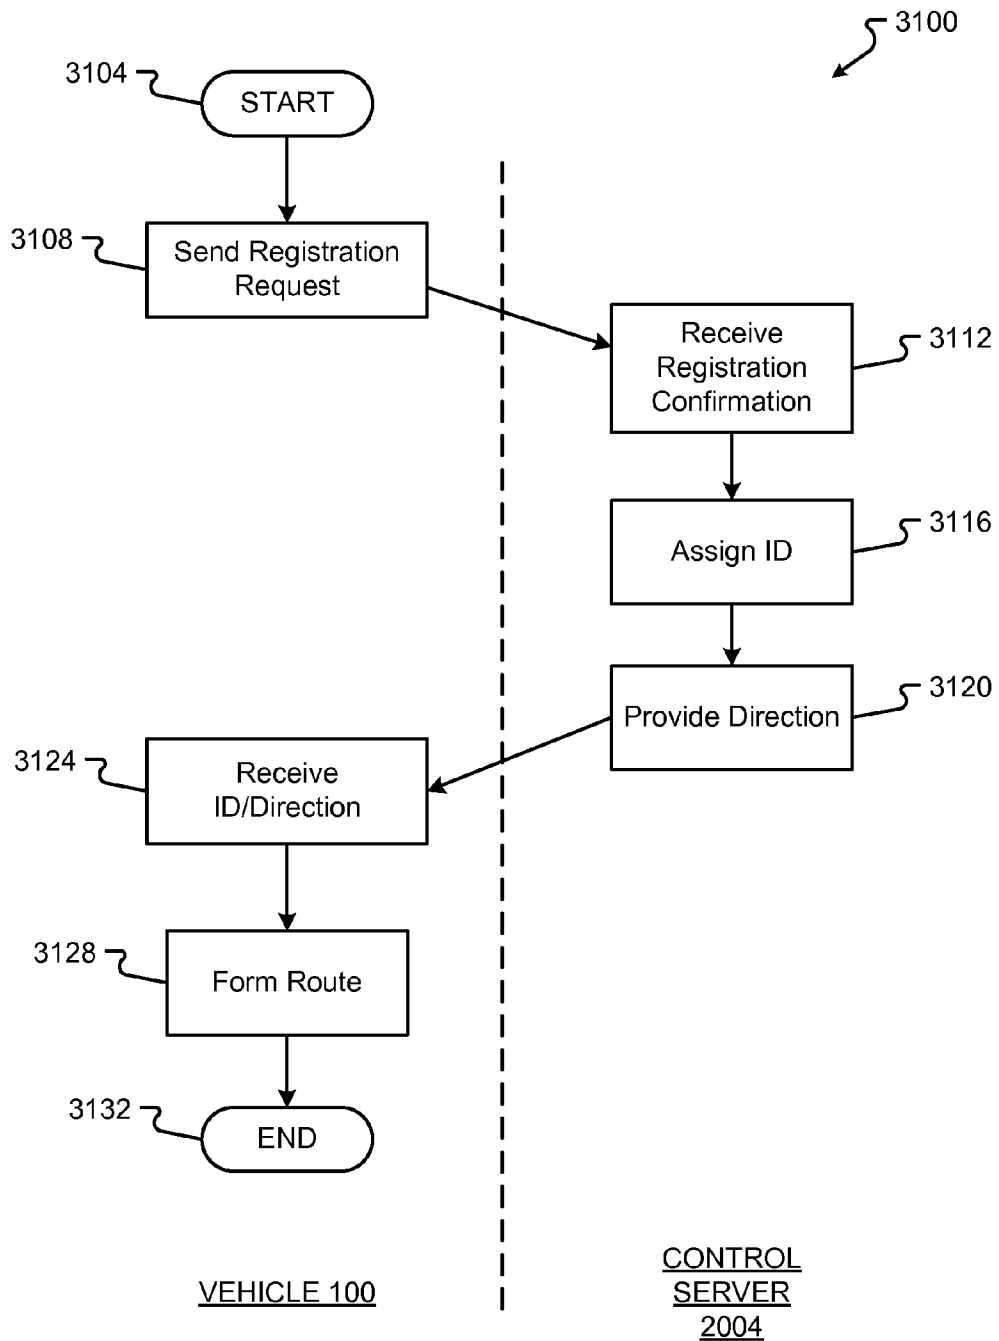 3100
3104
START
3108
Send Registration
Request
3112
Receive
Registration
Confirmation
3116
Assign ID
3120
Provide Direction
3124
Receive
ID/Direction
3128
Form Route
3132
END
VEHICLE 100
CONTROL
SERVER
2004